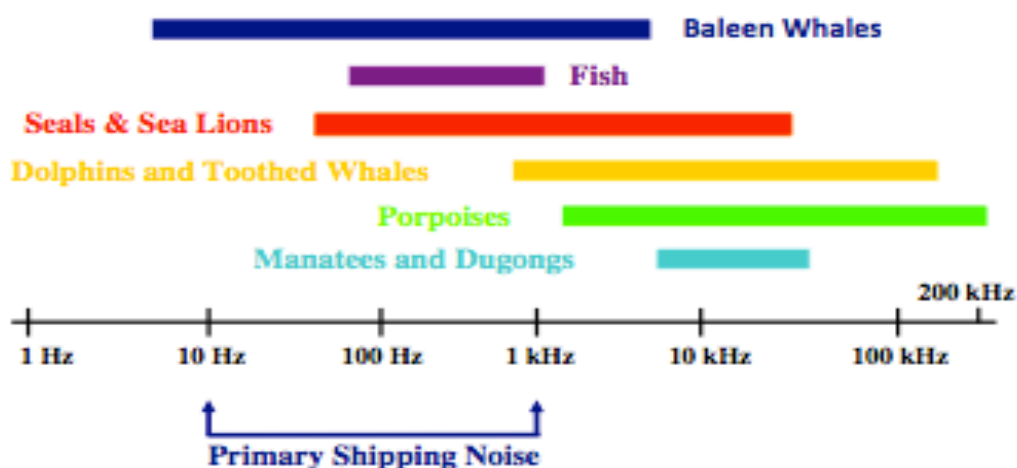 Baleen Whales
Fish
Seals & Sea Lions
Dolphins and Toothed Whales
Porpoises
Manatees and Dugongs
200 kHz
1 Hz 10 Hz 100 Hz 1 kHz 10 kHz 100 kHz
Primary Shipping Noise